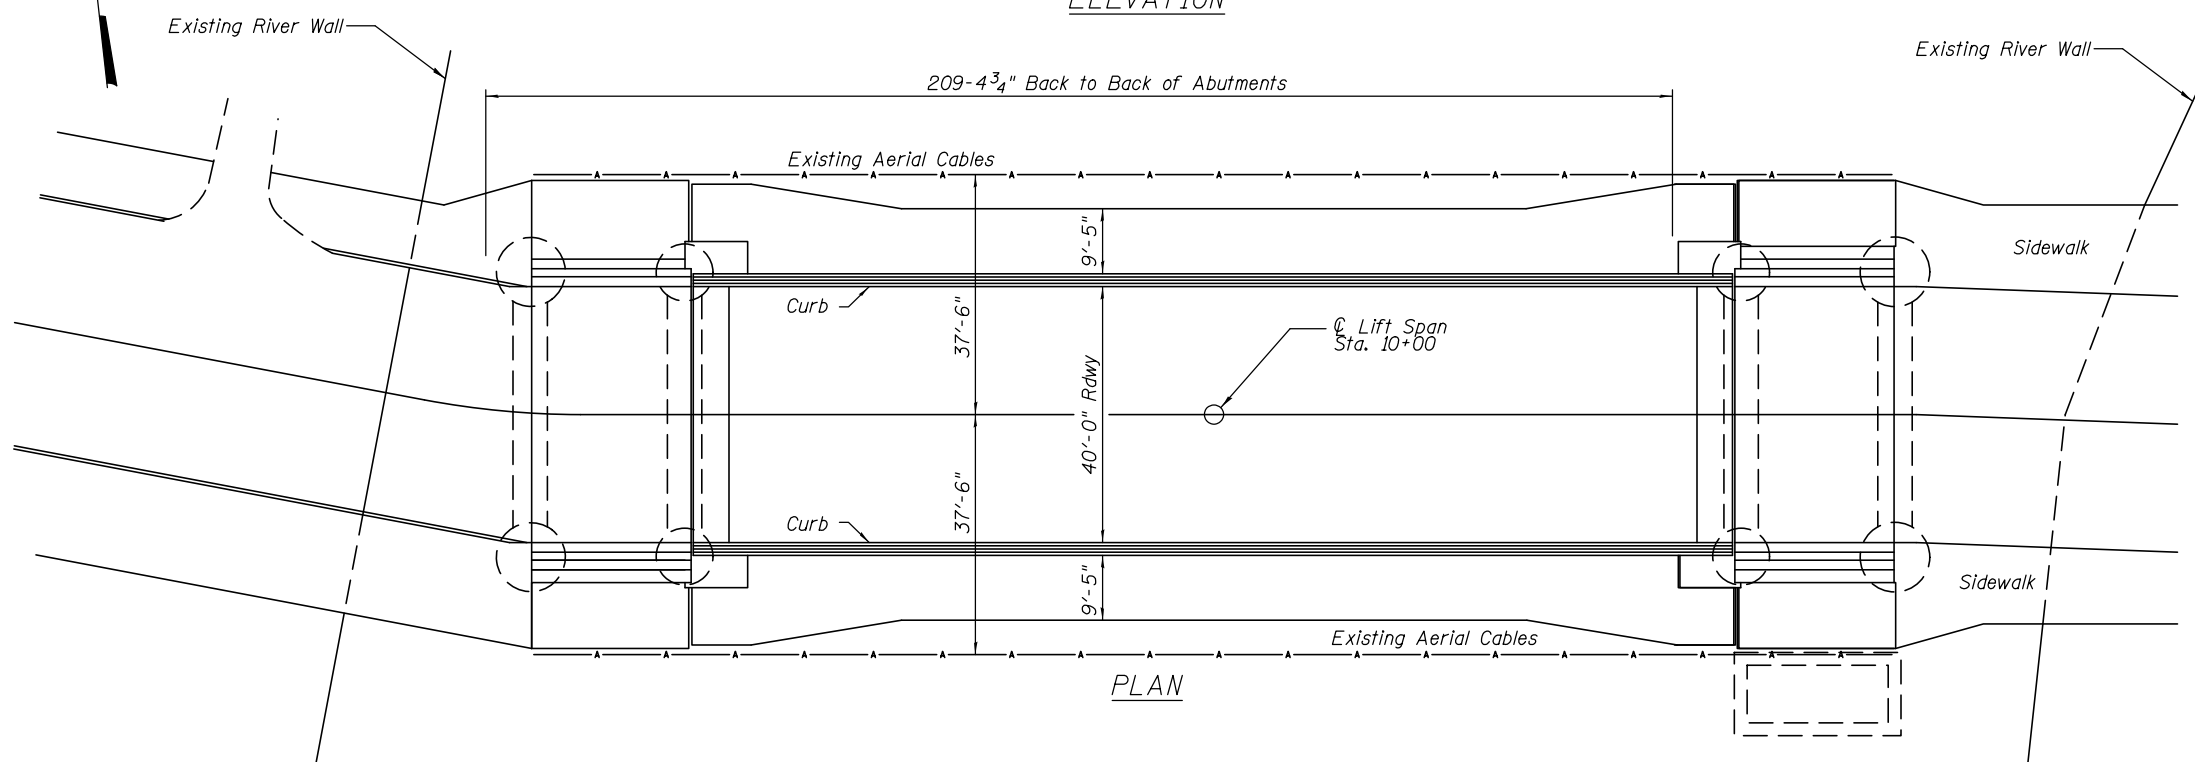 ELEVATION
Existing River Wall
Existing River Wall
209-4 3/4" Back to Back of Abutments
Existing Aerial Cables
9'-5"
Sidewalk
Curb
37'-6"
℄ Lift Span
Sta. 10+00
40'-0" Rdwy
37'-6"
Curb
9'-5"
Sidewalk
Existing Aerial Cables
PLAN